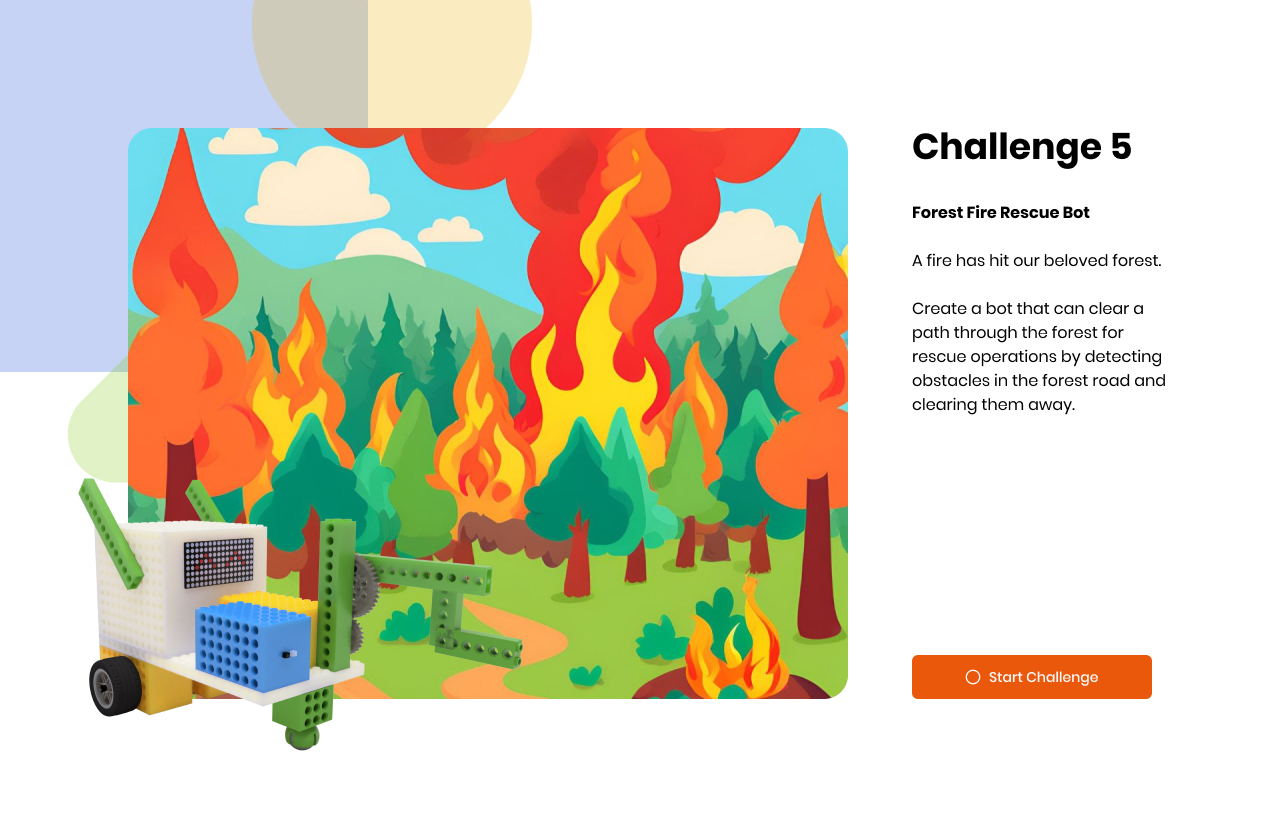 Challenge 5
Forest Fire Rescue Bot
A fire has hit our beloved forest.
Create a bot that can clear a
path through the forest for
rescue operations by detecting
obstacles in the forest road and
clearing them away.
Start Challenge